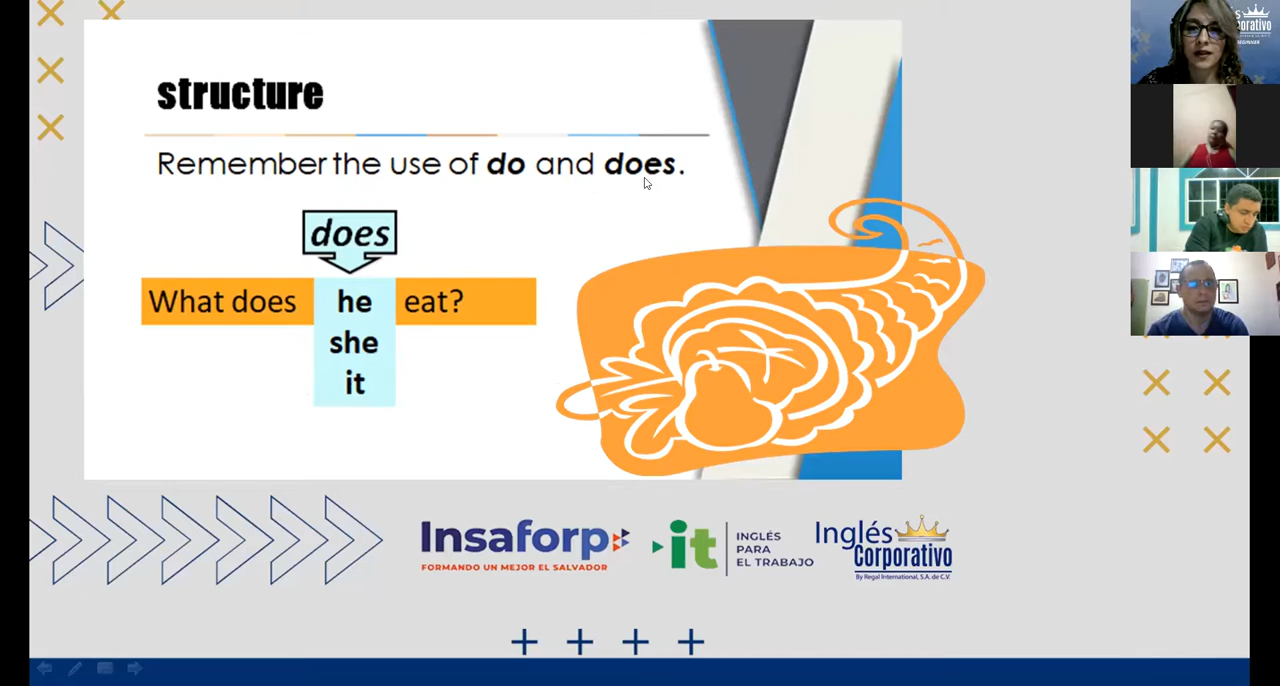 structure
Remember the use of do and does.
does
What does he eat?
she
it
Insaforp
FORMANDO UN MEJOR EL SALVADOR
it
INGLÉS
PARA
EL TRABAJO
Inglés
Corporativo
By Regal International, S.A. de C.V.